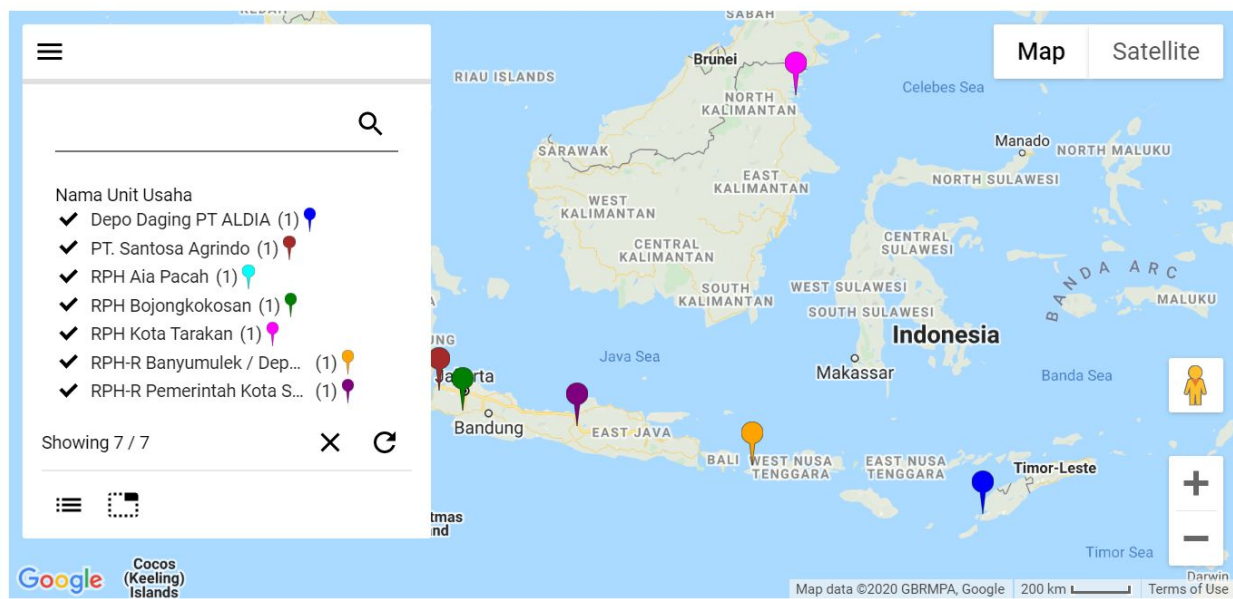 Nama Unit Usaha
Depo Daging PT ALDIA (1)
PT. Santosa Agrindo (1)
RPH Aia Pacah (1)
RPH Bojongkokosan (1)
RPH Kota Tarakan (1)
RPH-R Banyumulek / Dep... (1)
RPH-R Pemerintah Kota S... (1)
Showing 7 / 7
Map Satellite
SABAH
Brunei
RIAU ISLANDS
Celebes Sea
NORTH
KALIMANTAN
Manado
NORTH MALUKU
SARAWAK
EAST
KALIMANTAN
NORTH SULAWESI
WEST
KALIMANTAN
CENTRAL
KALIMANTAN
CENTRAL
SULAWESI
BANDA ARC
SOUTH
KALIMANTAN
WEST SULAWESI
MALUKU
SOUTH SULAWESI
Indonesia
Java Sea
Makassar
Banda Sea
Bandung
EAST JAVA
BALI
WEST NUSA
TENGGARA
EAST NUSA
TENGGARA
Timor-Leste
Timor Sea
Cocos
(Keeling)
Islands
Darwin
Google
Map data ©2020 GBRMPA, Google 200 km Terms of Use